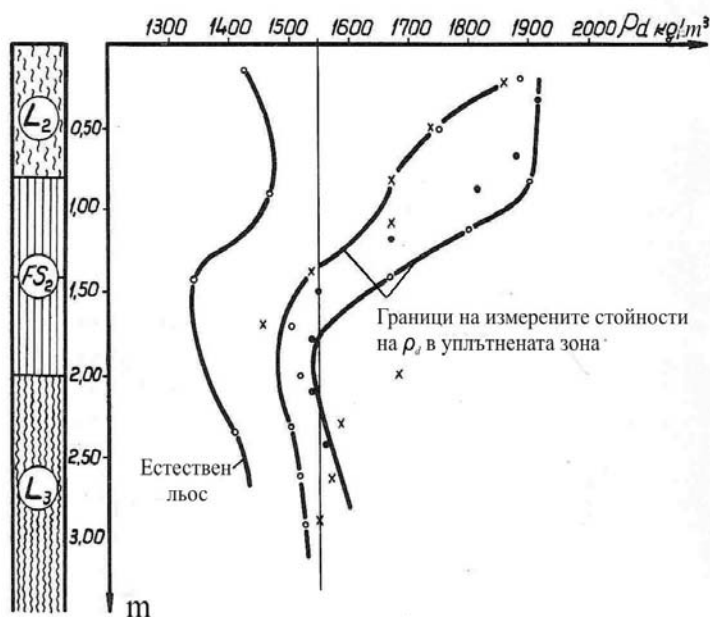 1300 1400 1500 1600 1700 1800 1900 2000 ρd кg/m³
L2
0,50
1,00
FS2
1,50
Граници на измерените стойности
на ρd в уплътнената зона
2,00
Естествен
льос
2,50
L3
3,00
m